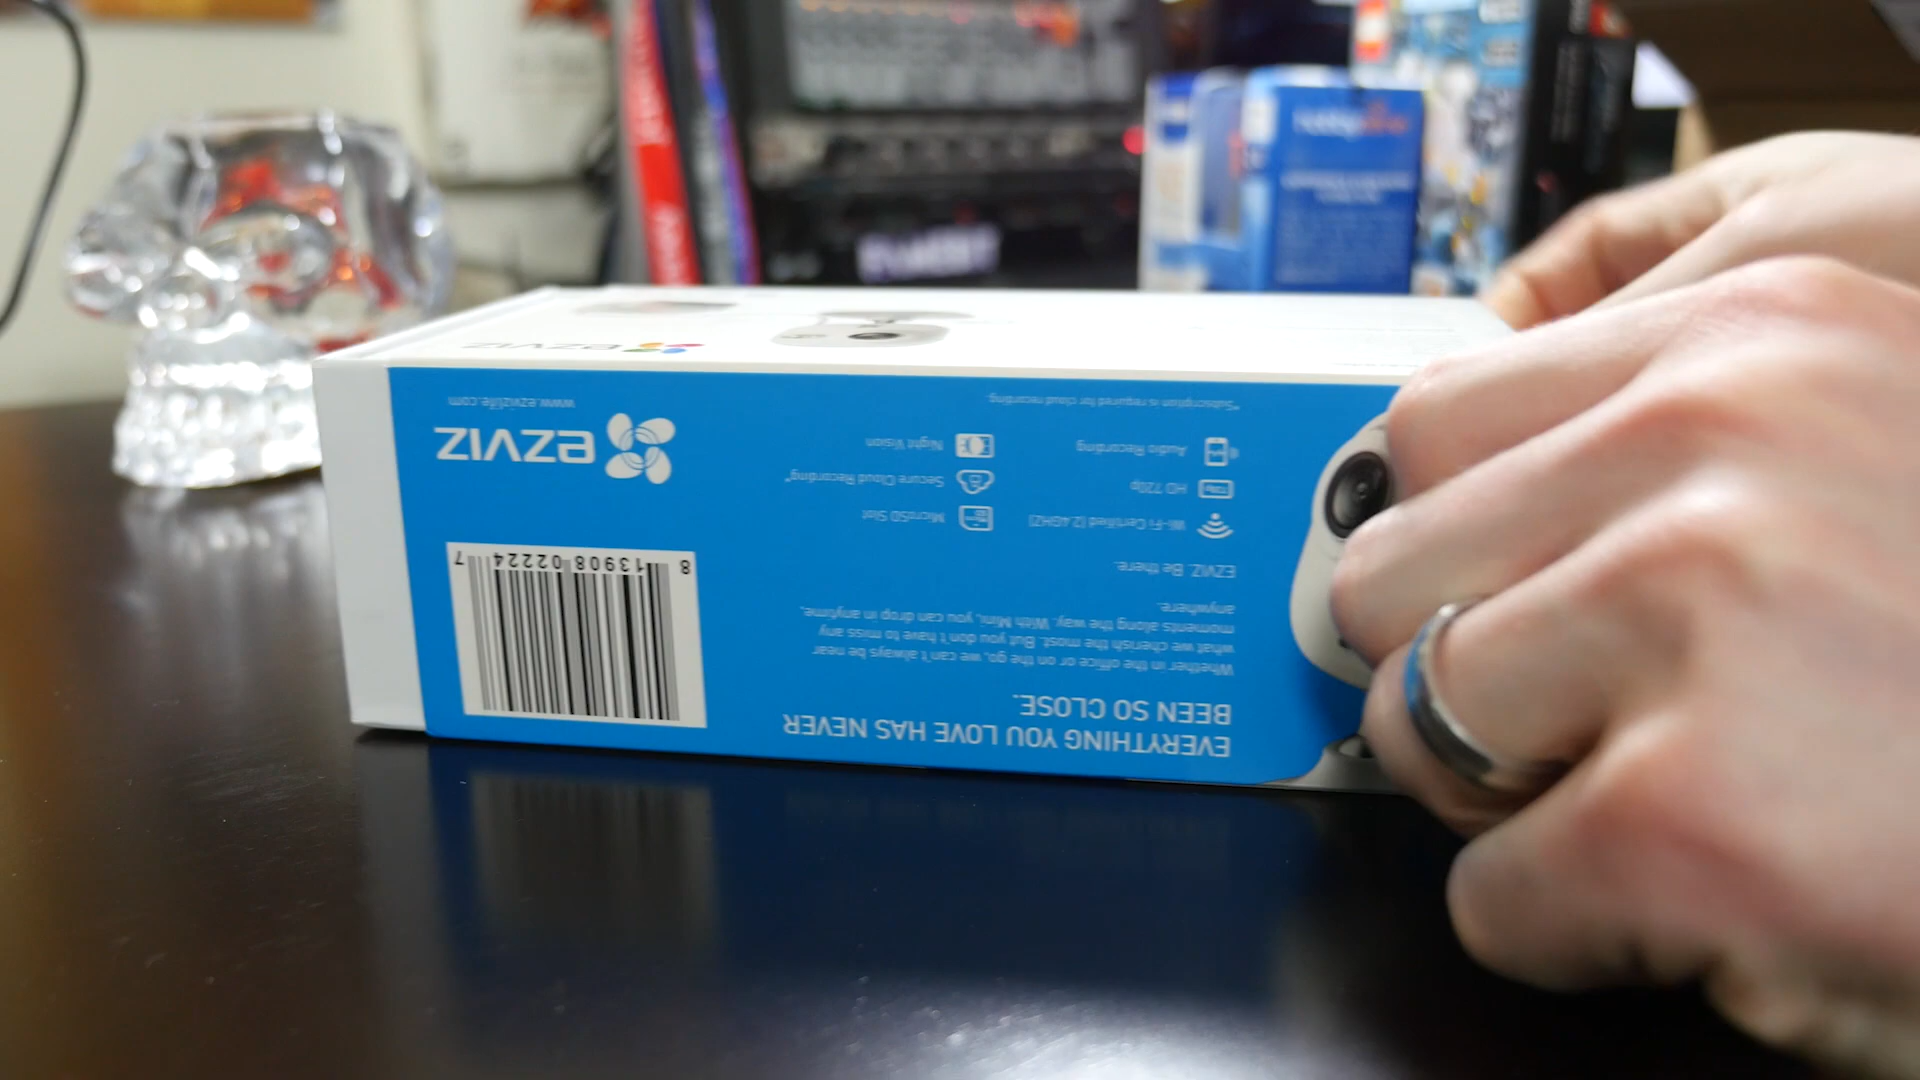 EVERYTHING YOU LOVE HAS NEVER
BEEN SO CLOSE.
Whether in the office or on the go, we can't always be near
what we cherish the most. But you don't have to miss any
moments along the way. With Mini, you can drop in anytime,
anywhere.
EZVIZ. Be there.
Wi-Fi Certified (2.4GHZ)
HD 720p
Audio Recording
MicroSD Slot
Secure Cloud Recording*
Night Vision
*Subscription is required for cloud recording
8 13908 02224 7
ezviz
www.ezvizlife.com
ezviz